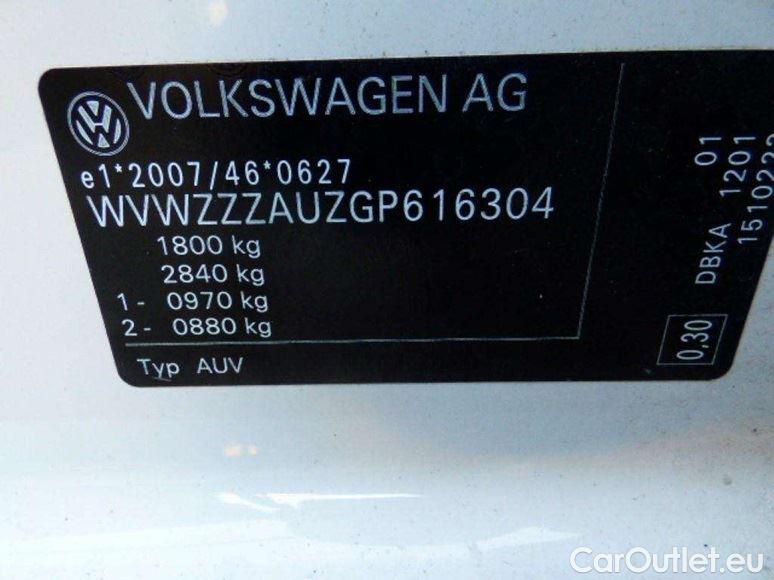 VOLKSWAGEN AG
e1*2007/46*0627
WVWZZZAUZGP616304
1800 kg
2840 kg
1 - 0970 kg
2 - 0880 kg
Typ AUV
01
DBKA 1201
0,30
CarOutlet.eu